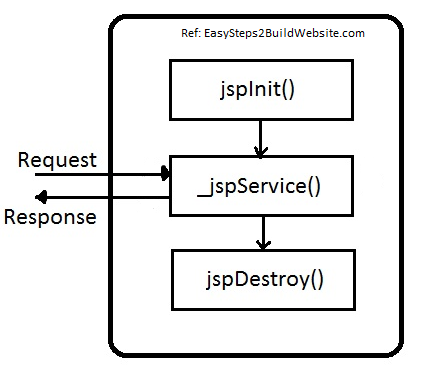 Ref: EasySteps2BuildWebsite.com
jspInit()
Request
_jspService()
Response
jspDestroy()